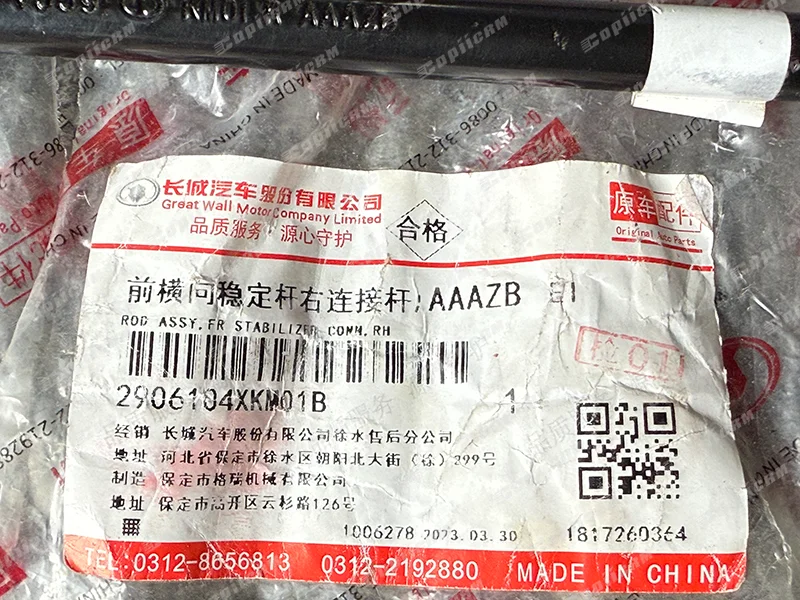 KM01B AAAZB
长城汽车股份有限公司
Great Wall Motor Company Limited
品质服务 源心守护
合格
原车配件
Original Auto Parts
前横向稳定杆右连接杆/AAAZB
ROD ASSY,FR STABILIZER CONN,RH
检01
2906104XKM01B
1
经销 长城汽车股份有限公司徐水售后分公司
地址 河北省保定市徐水区朝阳北大街（徐）299号
制造 保定市格瑞机械有限公司
地址 保定市高开区云杉路126号
1006278 2023.03.30
1817260364
TEL:0312-8656813 0312-2192880 MADE IN CHINA